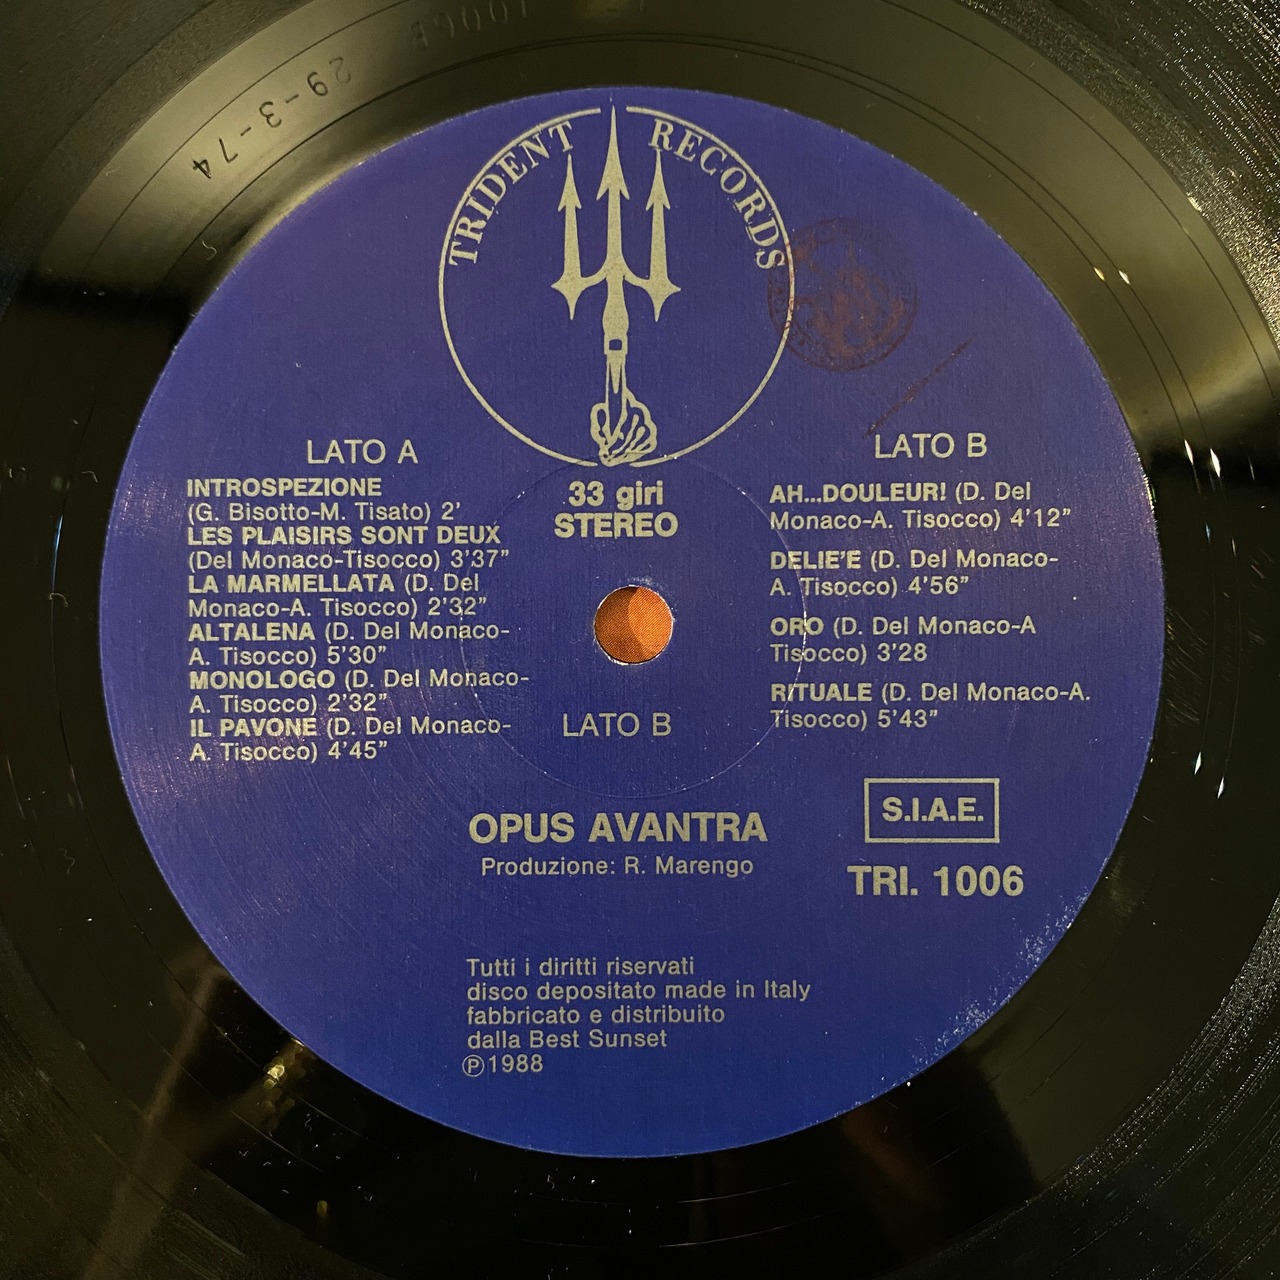 29-3-74
TRIDENT RECORDS
LATO A
INTROSPEZIONE
(G. Bisotto-M. Tisato) 2'
LES PLAISIRS SONT DEUX
(Del Monaco-Tisocco) 3'37”
LA MARMELLATA (D. Del
Monaco-A. Tisocco) 2'32”
ALTALENA (D. Del Monaco-
A. Tisocco) 5'30”
MONOLOGO (D. Del Monaco-
A. Tisocco) 2'32”
IL PAVONE (D. Del Monaco-
A. Tisocco) 4'45”
33 giri
STEREO
LATO B
LATO B
AH...DOULEUR! (D. Del
Monaco-A. Tisocco) 4'12”
DELIE'E (D. Del Monaco-
A. Tisocco) 4'56”
ORO (D. Del Monaco-A
Tisocco) 3'28
RITUALE (D. Del Monaco-A.
Tisocco) 5'43”
OPUS AVANTRA
Produzione: R. Marengo
S.I.A.E.
TRI. 1006
Tutti i diritti riservati
disco depositato made in Italy
fabbricato e distribuito
dalla Best Sunset
Ⓟ1988